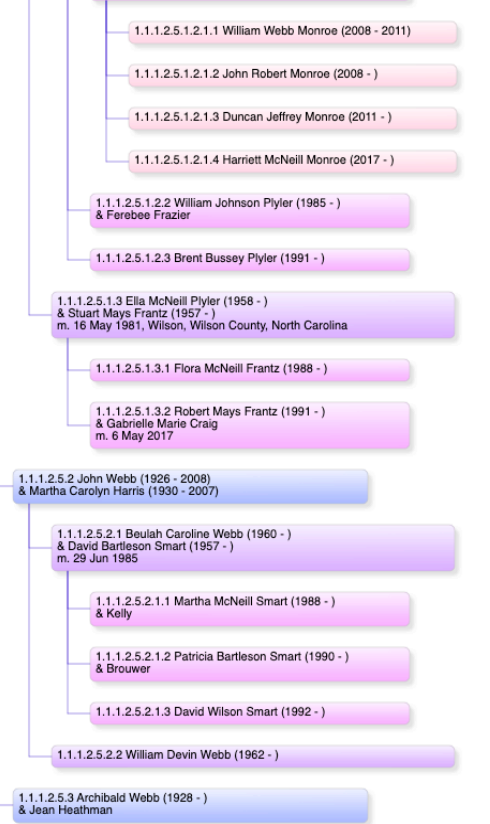 1.1.1.2.5.1.2.1.1 William Webb Monroe (2008 - 2011)
1.1.1.2.5.1.2.1.2 John Robert Monroe (2008 - )
1.1.1.2.5.1.2.1.3 Duncan Jeffrey Monroe (2011 - )
1.1.1.2.5.1.2.1.4 Harriett McNeill Monroe (2017 - )
1.1.1.2.5.1.2.2 William Johnson Plyler (1985 - )
& Ferebee Frazier
1.1.1.2.5.1.2.3 Brent Bussey Plyler (1991 - )
1.1.1.2.5.1.3 Ella McNeill Plyler (1958 - )
& Stuart Mays Frantz (1957 - )
m. 16 May 1981, Wilson, Wilson County, North Carolina
1.1.1.2.5.1.3.1 Flora McNeill Frantz (1988 - )
1.1.1.2.5.1.3.2 Robert Mays Frantz (1991 - )
& Gabrielle Marie Craig
m. 6 May 2017
1.1.1.2.5.2 John Webb (1926 - 2008)
& Martha Carolyn Harris (1930 - 2007)
1.1.1.2.5.2.1 Beulah Caroline Webb (1960 - )
& David Bartleson Smart (1957 - )
m. 29 Jun 1985
1.1.1.2.5.2.1.1 Martha McNeill Smart (1988 - )
& Kelly
1.1.1.2.5.2.1.2 Patricia Bartleson Smart (1990 - )
& Brouwer
1.1.1.2.5.2.1.3 David Wilson Smart (1992 - )
1.1.1.2.5.2.2 William Devin Webb (1962 - )
1.1.1.2.5.3 Archibald Webb (1928 - )
& Jean Heathman